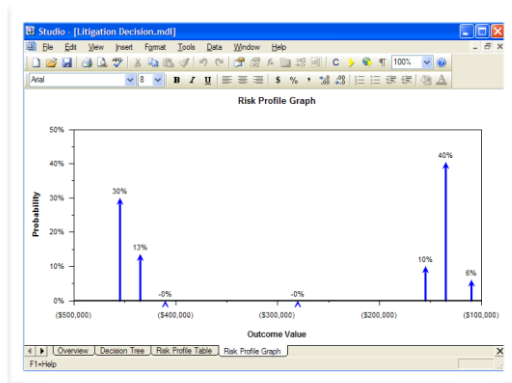 Studio - [Litigation Decision.mdl]
File Edit View Insert Format Tools Data Window Help
C 100%
Arial 8 B I U $ % ,
Risk Profile Graph
50%
40%
30%
20%
10%
0%
Probability
30%
13%
-0%
-0%
10%
40%
6%
($500,000) ($400,000) ($300,000) ($200,000) ($100,000)
Outcome Value
Overview Decision Tree Risk Profile Table Risk Profile Graph
F1=Help